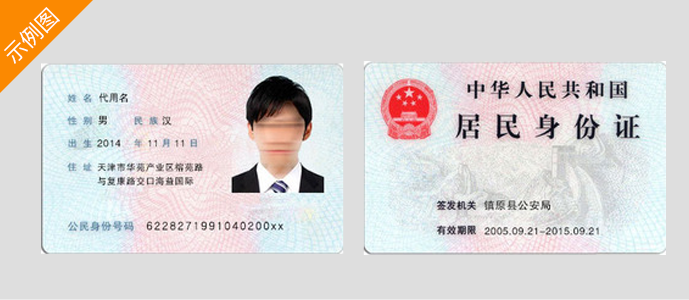 示例图
姓名 代用名
性别 男 民族 汉
出生 2014 年 11 月 11 日
住址 天津市华苑产业区榕苑路
与复康路交口海益国际
公民身份号码 6228271991040200xx
中华人民共和国
居民身份证
签发机关 镇原县公安局
有效期限 2005.09.21-2015.09.21